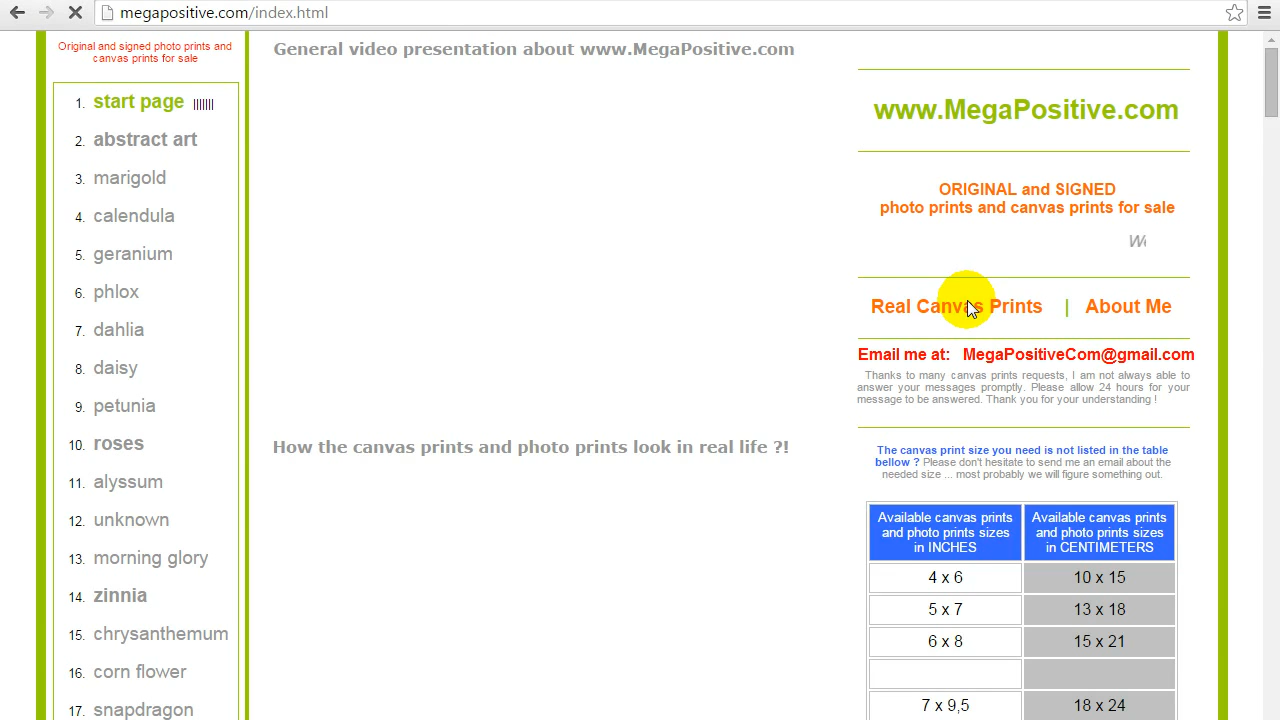 megapositive.com/index.html
Original and signed photo prints and
canvas prints for sale
1. start page ||||||
2. abstract art
3. marigold
4. calendula
5. geranium
6. phlox
7. dahlia
8. daisy
9. petunia
10. roses
11. alyssum
12. unknown
13. morning glory
14. zinnia
15. chrysanthemum
16. corn flower
17. snapdragon
General video presentation about www.MegaPositive.com
How the canvas prints and photo prints look in real life ?!
www.MegaPositive.com
ORIGINAL and SIGNED
photo prints and canvas prints for sale
Real Canvas Prints | About Me
Email me at: MegaPositiveCom@gmail.com
Thanks to many canvas prints requests, I am not always able to
answer your messages promptly. Please allow 24 hours for your
message to be answered. Thank you for your understanding !
The canvas print size you need is not listed in the table
bellow ? Please don't hesitate to send me an email about the
needed size ... most probably we will figure something out.
Available canvas prints
and photo prints sizes
in INCHES
Available canvas prints
and photo prints sizes
in CENTIMETERS
4 x 6 10 x 15
5 x 7 13 x 18
6 x 8 15 x 21
7 x 9,5 18 x 24